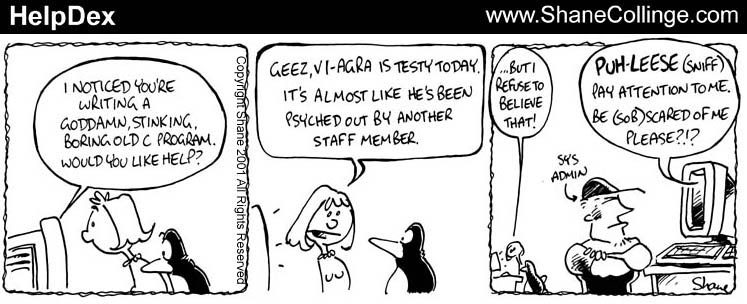 HelpDex
www.ShaneCollinge.com
I NOTICED YOU'RE
WRITING A
GODDAMN, STINKING,
BORING OLD C PROGRAM.
WOULD YOU LIKE HELP?
Copyright Shane 2001 All Rights Reserved
GEEZ, VI-AGRA IS TESTY TODAY.
IT'S ALMOST LIKE HE'S BEEN
PSYCHED OUT BY ANOTHER
STAFF MEMBER.
...BUT I
REFUSE TO
BELIEVE
THAT!
PUH-LEESE (SNIFF)
PAY ATTENTION TO ME.
BE (SOB) SCARED OF ME
PLEASE?!?
SYS
ADMIN
Shane